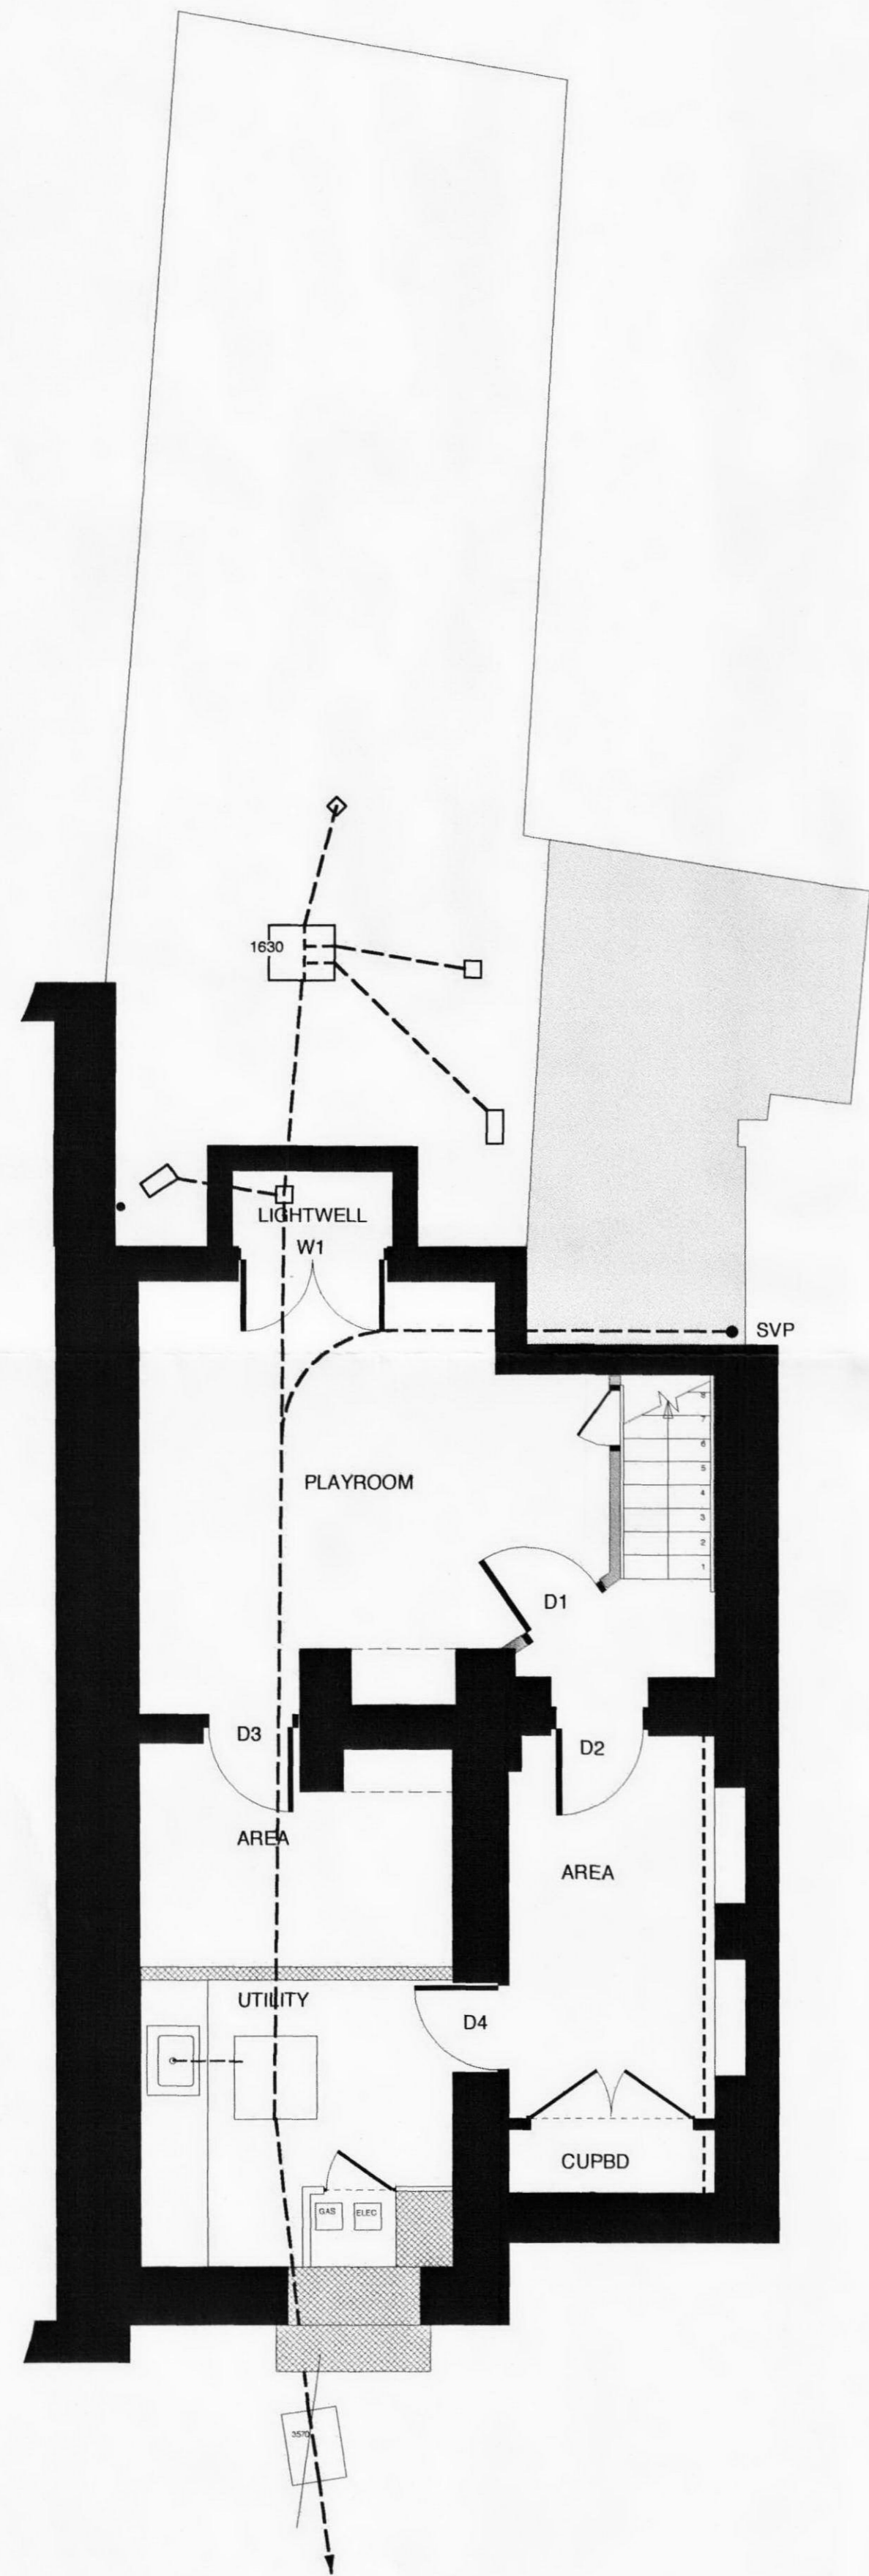 1630
LIGHTWELL
W1
SVP
8
7
6
5
4
3
2
1
PLAYROOM
D1
D3
D2
AREA
AREA
UTILITY
D4
CUPBD
GAS
ELEC
3570